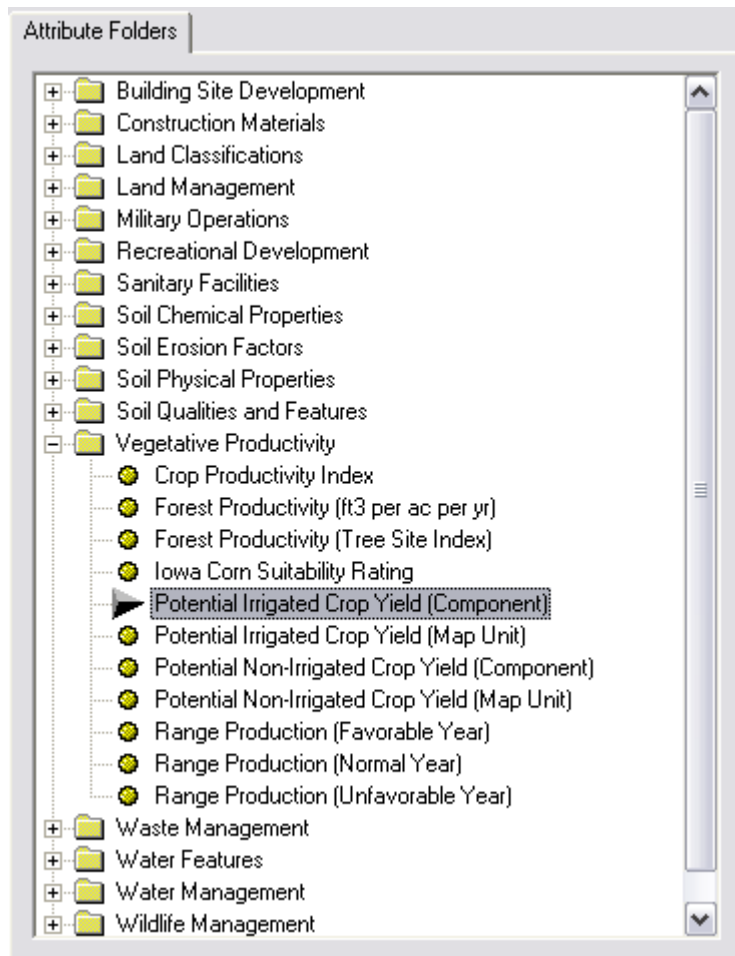 Attribute Folders
Building Site Development
Construction Materials
Land Classifications
Land Management
Military Operations
Recreational Development
Sanitary Facilities
Soil Chemical Properties
Soil Erosion Factors
Soil Physical Properties
Soil Qualities and Features
Vegetative Productivity
Crop Productivity Index
Forest Productivity (ft3 per ac per yr)
Forest Productivity (Tree Site Index)
Iowa Corn Suitability Rating
Potential Irrigated Crop Yield (Component)
Potential Irrigated Crop Yield (Map Unit)
Potential Non-Irrigated Crop Yield (Component)
Potential Non-Irrigated Crop Yield (Map Unit)
Range Production (Favorable Year)
Range Production (Normal Year)
Range Production (Unfavorable Year)
Waste Management
Water Features
Water Management
Wildlife Management